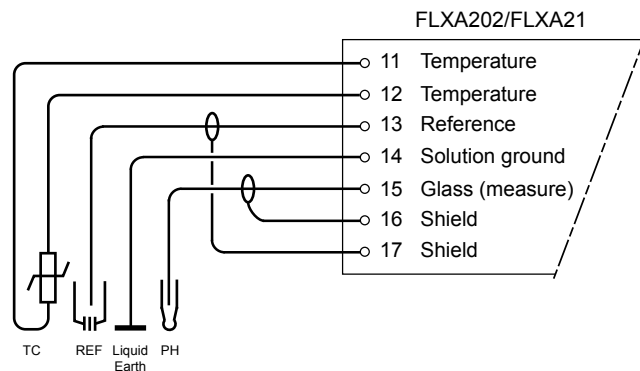 FLXA202/FLXA21
11 Temperature
12 Temperature
13 Reference
14 Solution ground
15 Glass (measure)
16 Shield
17 Shield
TC REF Liquid Earth PH